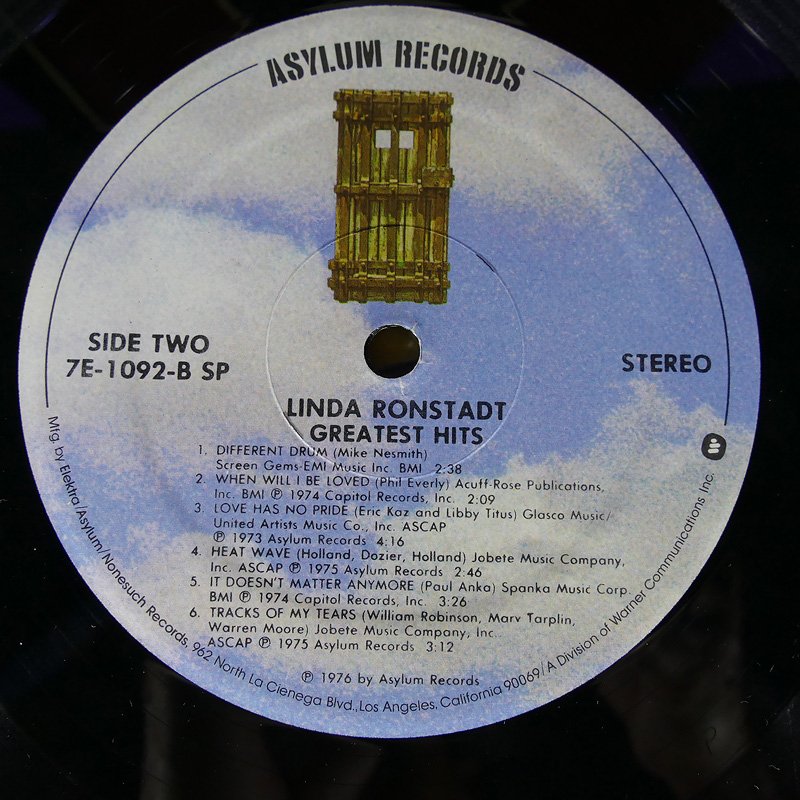 ASYLUM RECORDS
SIDE TWO
7E-1092-B SP
STEREO
LINDA RONSTADT
GREATEST HITS
1. DIFFERENT DRUM (Mike Nesmith)
Screen Gems-EMI Music Inc. BMI 2:38
2. WHEN WILL I BE LOVED (Phil Everly) Acuff-Rose Publications,
Inc. BMI ℗ 1974 Capitol Records, Inc. 2:09
3. LOVE HAS NO PRIDE (Eric Kaz and Libby Titus) Glasco Music/
United Artists Music Co., Inc. ASCAP
℗ 1973 Asylum Records 4:16
4. HEAT WAVE (Holland, Dozier, Holland) Jobete Music Company,
Inc. ASCAP ℗ 1975 Asylum Records 2:46
5. IT DOESN'T MATTER ANYMORE (Paul Anka) Spanka Music Corp.
BMI ℗ 1974 Capitol Records, Inc. 3:26
6. TRACKS OF MY TEARS (William Robinson, Marv Tarplin,
Warren Moore) Jobete Music Company, Inc.
ASCAP ℗ 1975 Asylum Records 3:12
℗ 1976 by Asylum Records
Mfg. by Elektra/Asylum/Nonesuch Records, 962 North La Cienega Blvd., Los Angeles, California 90069/A Division of Warner Communications Inc.